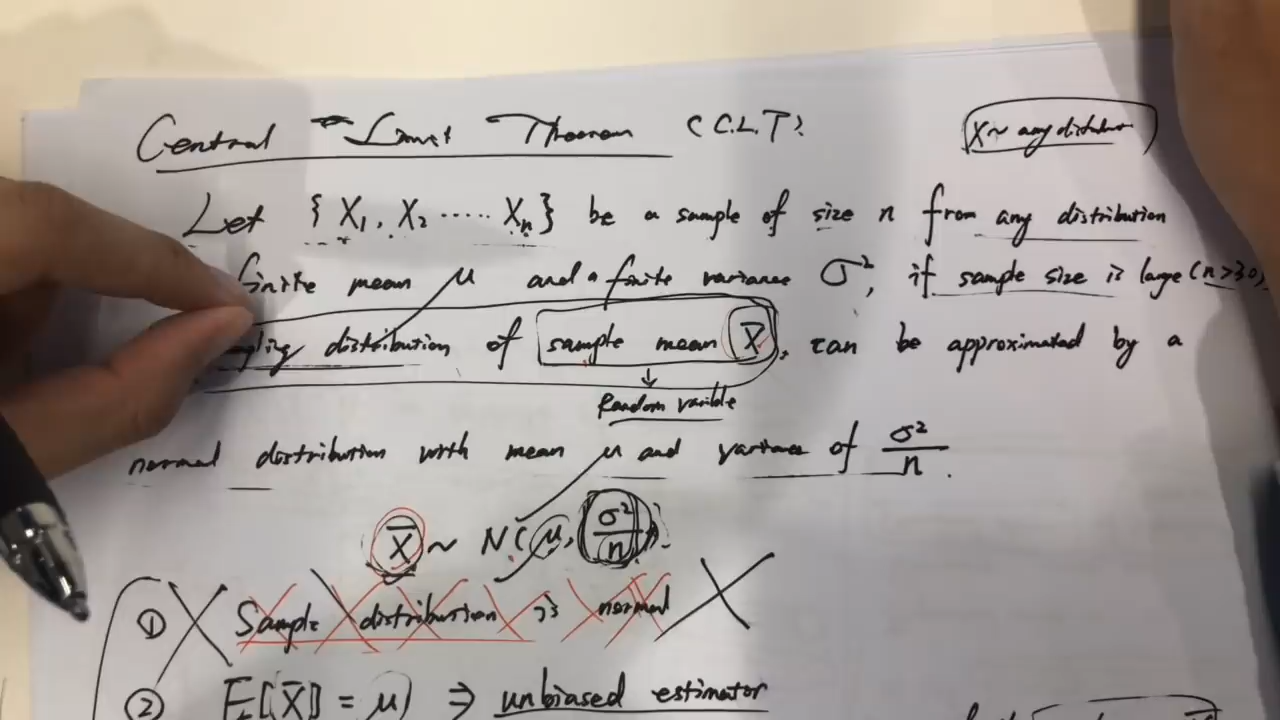 Central Limit Theorem (C.L.T).
X ~ any distribution
Let {X₁, X₂ ..... Xₙ} be a sample of size n from any distribution
finite mean μ and a finite variance σ², if sample size is large (n>30)
distribution of sample mean X̄, can be approximated by a
Random variable
normal distribution with mean μ and variance of σ²/n.
X̄ ~ N(μ, σ²/n).
① Sample distribution is normal
② E[X̄] = μ ⇒ unbiased estimator